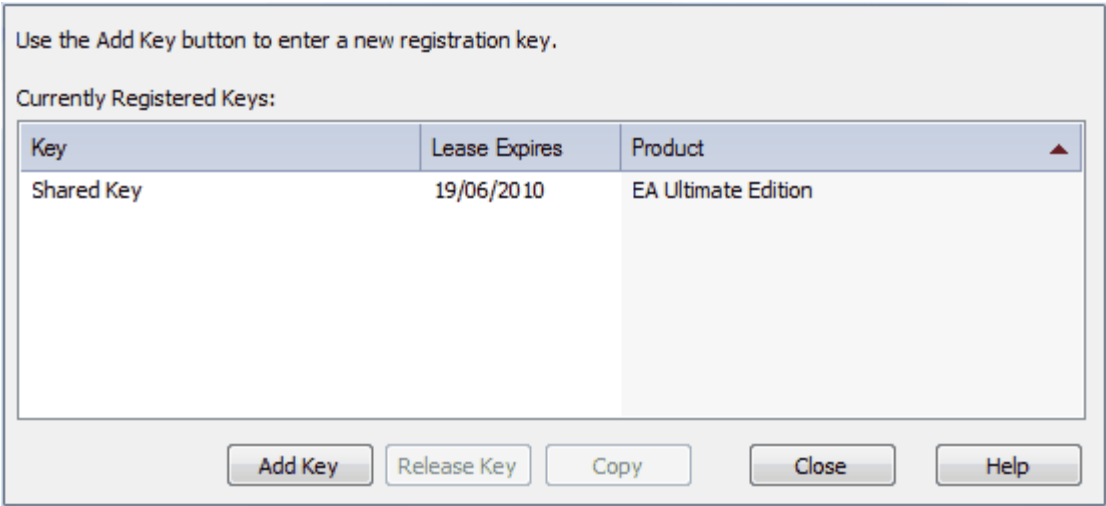 Use the Add Key button to enter a new registration key.
Currently Registered Keys:
Key Lease Expires Product
Shared Key 19/06/2010 EA Ultimate Edition
Add Key Release Key Copy Close Help